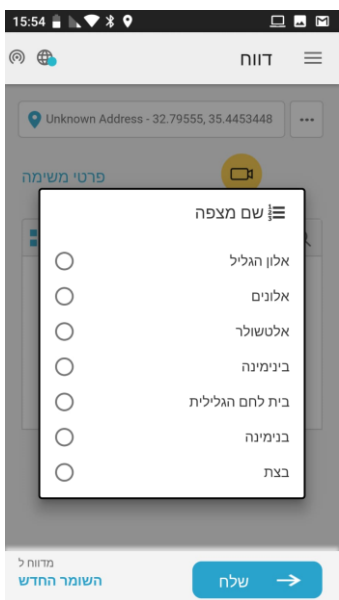 15:54
דווח
Unknown Address - 32.79555, 35.4453448
פרטי משימה
שם מצפה
אלון הגליל
אלונים
אלטשולר
בינימינה
בית לחם הגלילית
בנימינה
בצת
מדווח ל
השומר החדש
שלח